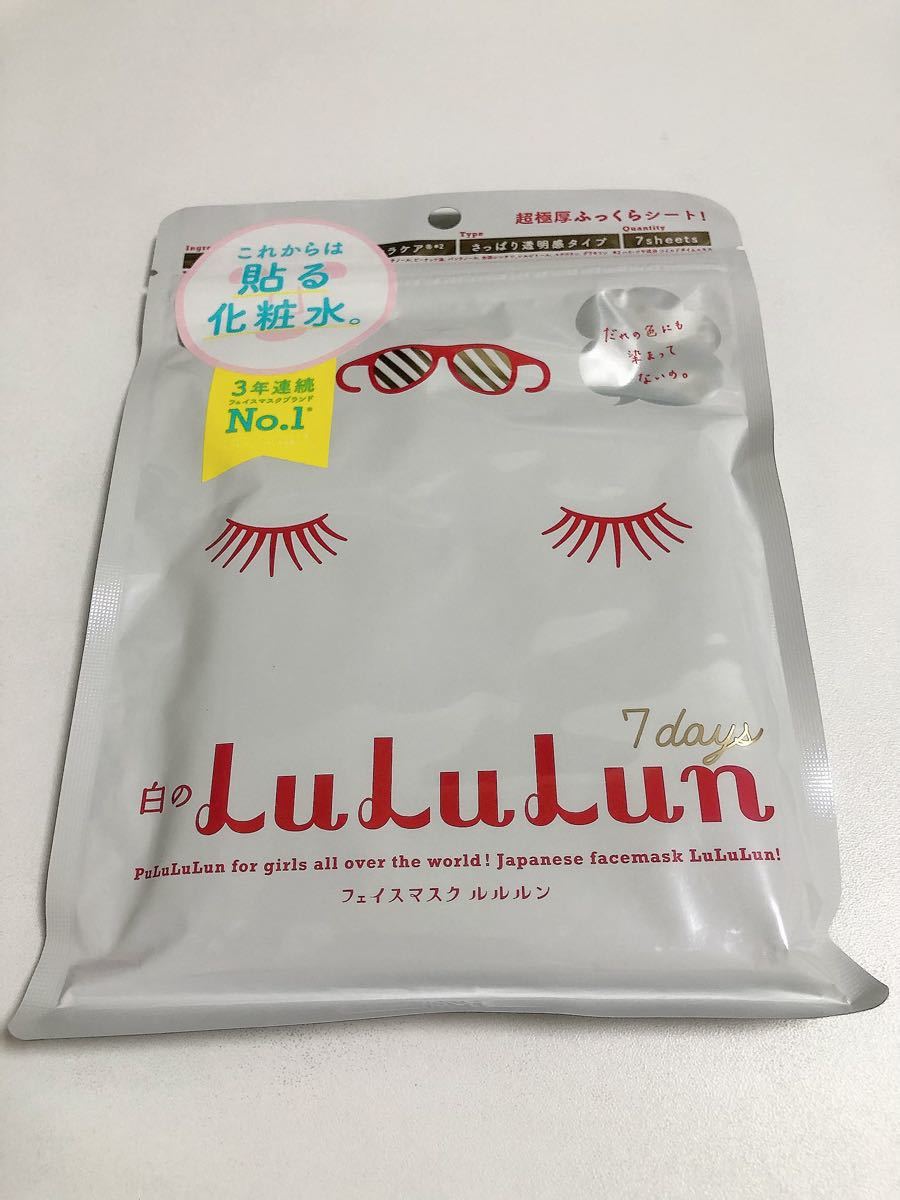 超極厚ふっくらシート!
Type
Quantity
さっぱり透明感タイプ
7sheets
これからは
貼る
化粧水。
3年連続
フェイスマスクブランド
No.1
だれの色にも
染まって
ないの。
7days
白の LuLuLun
PuLuLuLun for girls all over the world! Japanese facemask LuLuLun!
フェイスマスク ルルルン